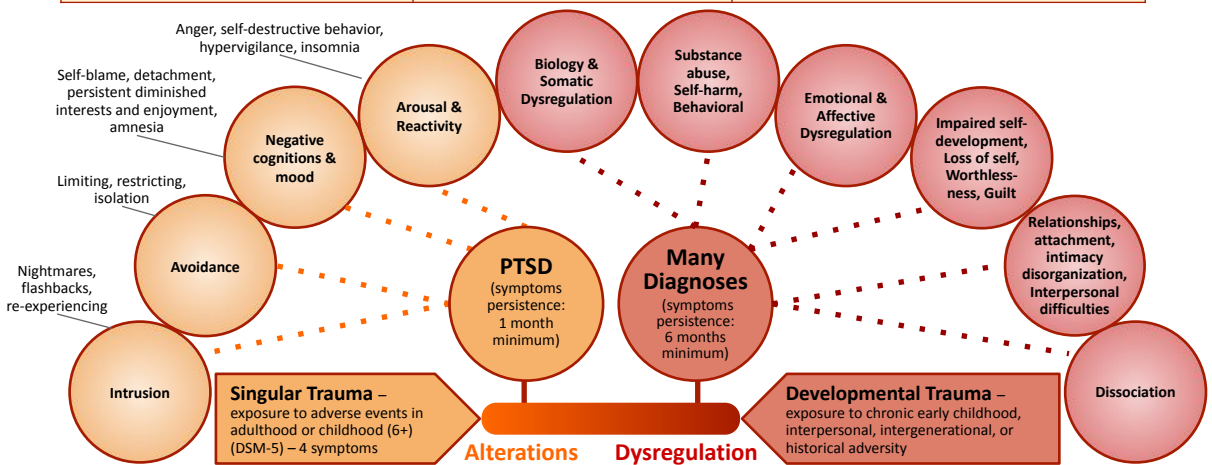 Anger, self-destructive behavior,
hypervigilance, insomnia
Self-blame, detachment,
persistent diminished
interests and enjoyment,
amnesia
Limiting, restricting,
isolation
Nightmares,
flashbacks,
re-experiencing
Intrusion
Avoidance
Negative
cognitions &
mood
Arousal &
Reactivity
Biology &
Somatic
Dysregulation
Substance
abuse,
Self-harm,
Behavioral
Emotional &
Affective
Dysregulation
Impaired self-
development,
Loss of self,
Worthless-
ness, Guilt
Relationships,
attachment,
intimacy
disorganization,
Interpersonal
difficulties
Dissociation
PTSD
(symptoms
persistence:
1 month
minimum)
Many
Diagnoses
(symptoms
persistence:
6 months
minimum)
Singular Trauma –
exposure to adverse events in
adulthood or childhood (6+)
(DSM-5) – 4 symptoms
Developmental Trauma –
exposure to chronic early childhood,
interpersonal, intergenerational, or
historical adversity
Alterations
Dysregulation